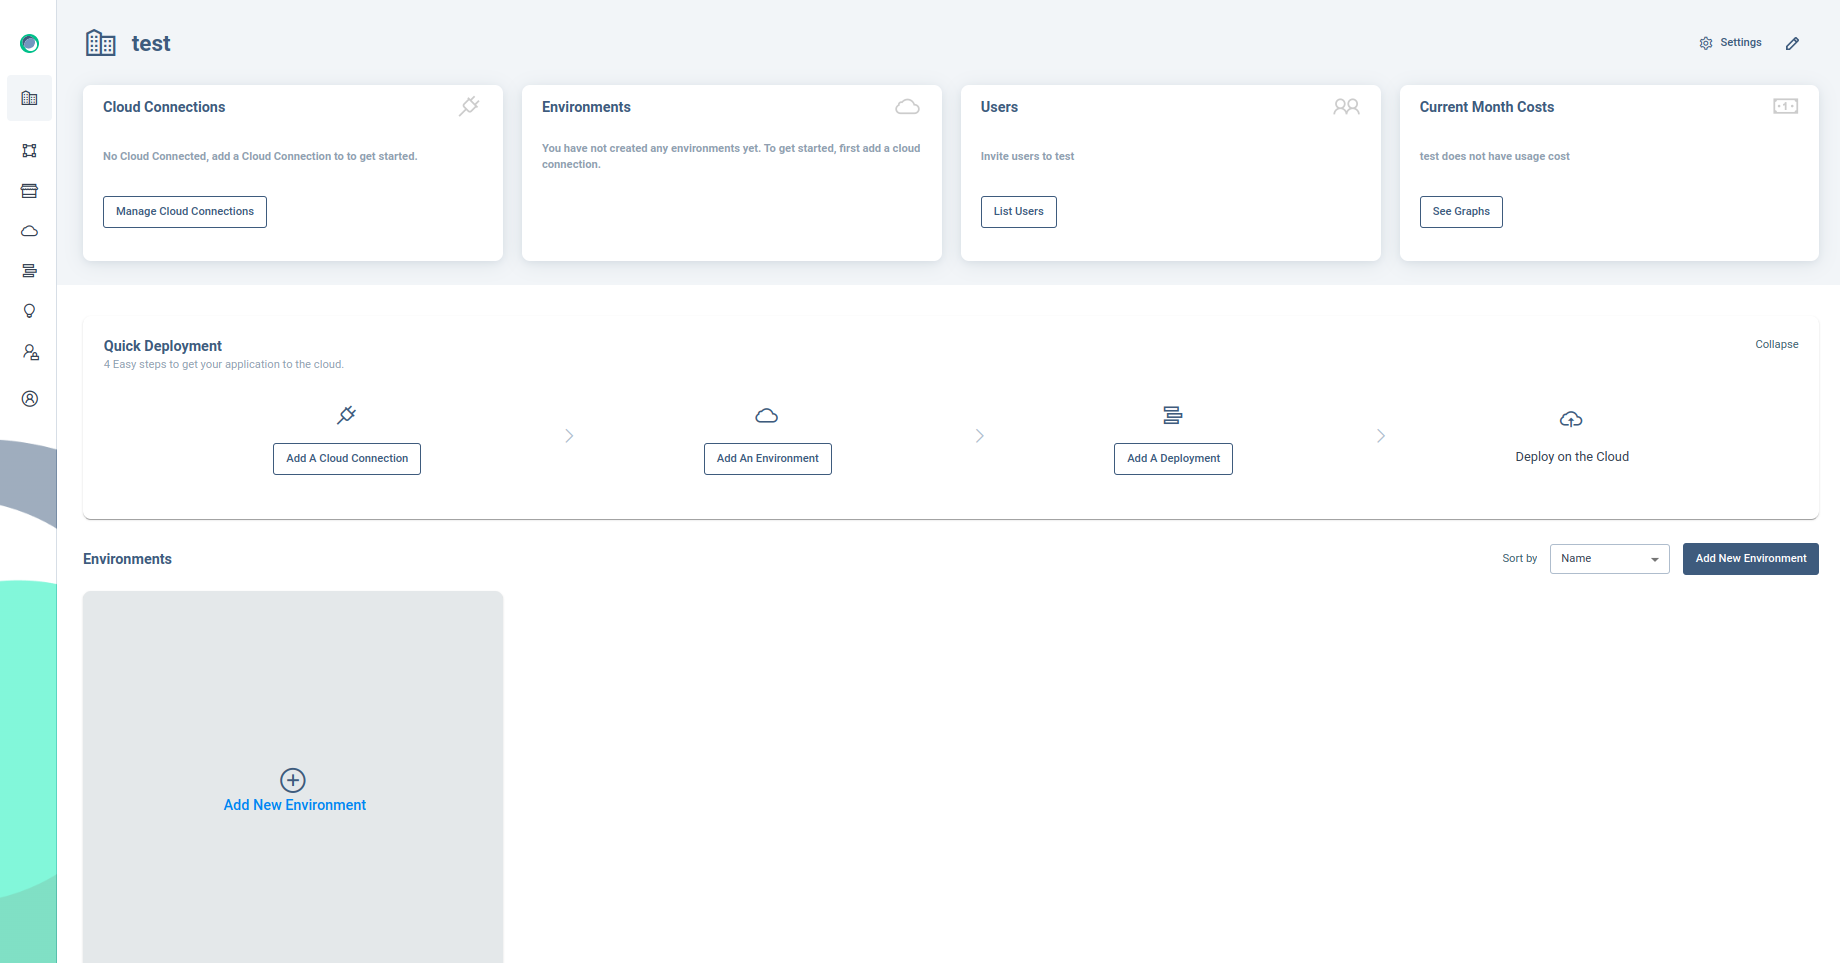 test
Settings
Cloud Connections
No Cloud Connected, add a Cloud Connection to to get started.
Manage Cloud Connections
Environments
You have not created any environments yet. To get started, first add a cloud
connection.
Users
Invite users to test
List Users
Current Month Costs
1
test does not have usage cost
See Graphs
Quick Deployment
4 Easy steps to get your application to the cloud.
Collapse
Add A Cloud Connection
Add An Environment
Add A Deployment
Deploy on the Cloud
Environments
Sort by
Name
Add New Environment
Add New Environment